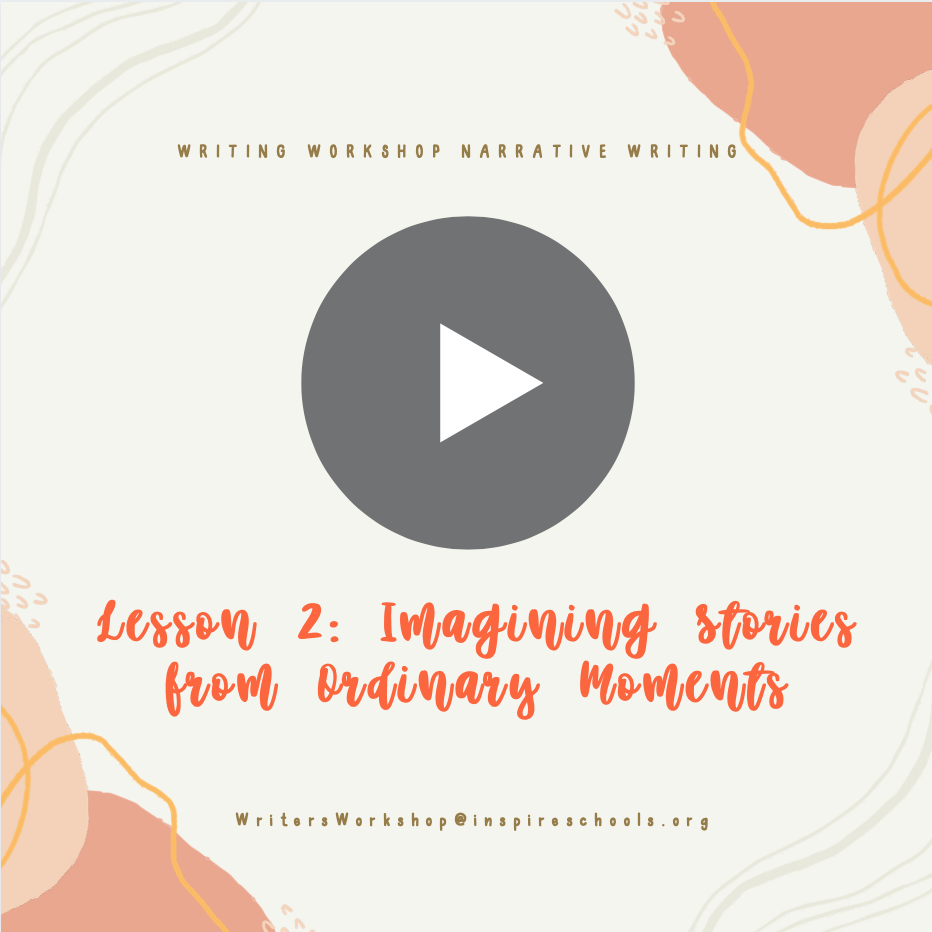 WRITING WORKSHOP NARRATIVE WRITING
Lesson 2: Imagining Stories
from Ordinary Moments
WritersWorkshop@inspireschools.org